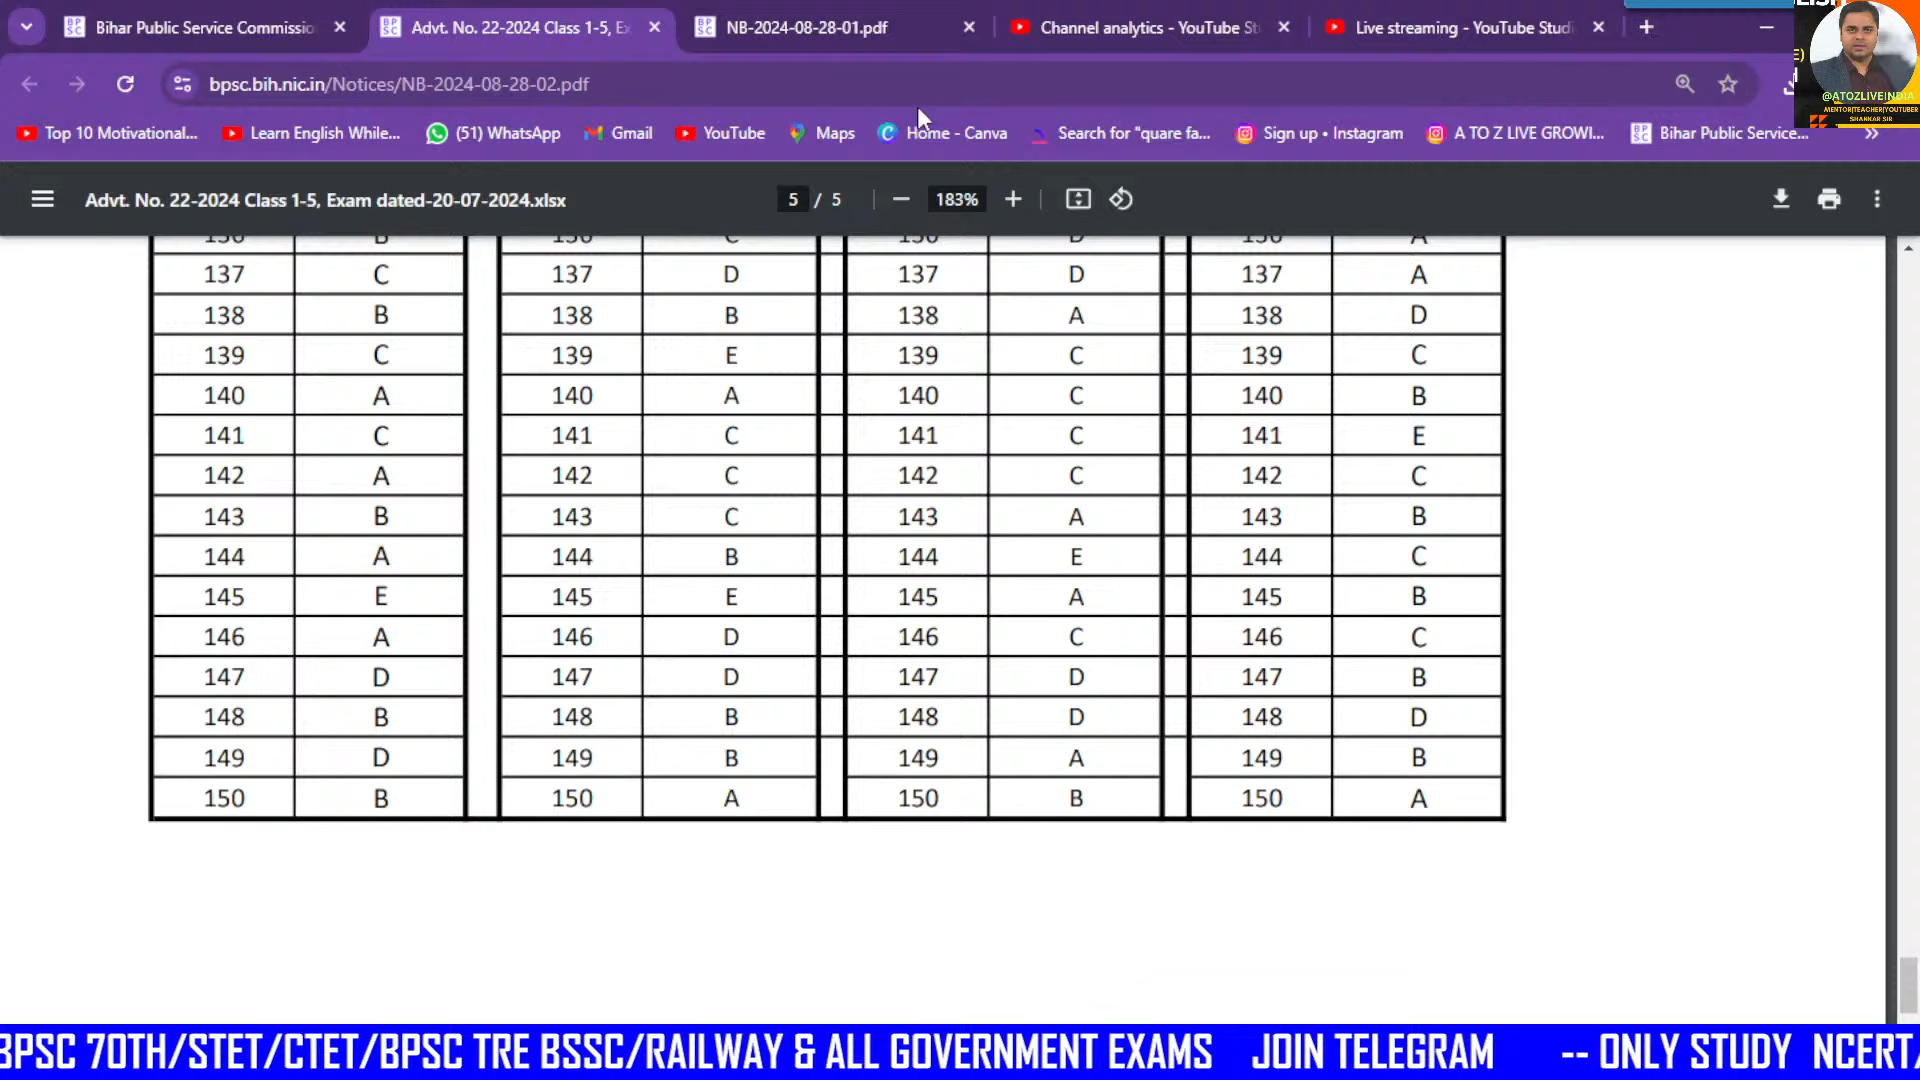 Bihar Public Service Commissio
Advt. No. 22-2024 Class 1-5, Ex
NB-2024-08-28-01.pdf
Channel analytics - YouTube St
Live streaming - YouTube Studi
bpsc.bih.nic.in/Notices/NB-2024-08-28-02.pdf
Top 10 Motivational...
Learn English While...
(51) WhatsApp
Gmail
YouTube
Maps
Home - Canva
Search for "quare fa...
Sign up • Instagram
A TO Z LIVE GROWI...
Bihar Public Service...
@ATOZLIVEINDIA
MENTOR|TEACHER|YOUTUBER
SHANKAR SIR
Advt. No. 22-2024 Class 1-5, Exam dated-20-07-2024.xlsx
5 / 5
183%
136 B 136 C 136 D 136 A
137 C 137 D 137 D 137 A
138 B 138 B 138 A 138 D
139 C 139 E 139 C 139 C
140 A 140 A 140 C 140 B
141 C 141 C 141 C 141 E
142 A 142 C 142 C 142 C
143 B 143 C 143 A 143 B
144 A 144 B 144 E 144 C
145 E 145 E 145 A 145 B
146 A 146 D 146 C 146 C
147 D 147 D 147 D 147 B
148 B 148 B 148 D 148 D
149 D 149 B 149 A 149 B
150 B 150 A 150 B 150 A
BPSC 70TH/STET/CTET/BPSC TRE BSSC/RAILWAY & ALL GOVERNMENT EXAMS JOIN TELEGRAM -- ONLY STUDY NCERT/